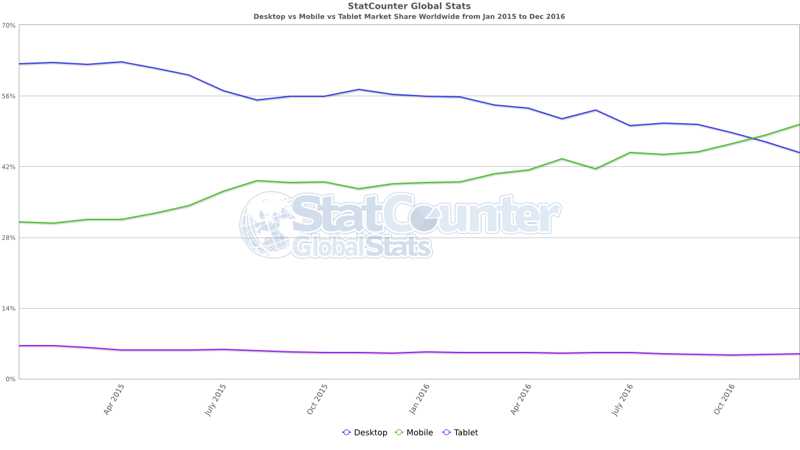 StatCounter Global Stats
Desktop vs Mobile vs Tablet Market Share Worldwide from Jan 2015 to Dec 2016
70%
56%
42%
28%
14%
0%
StatCounter
GlobalStats
Apr 2015
July 2015
Oct 2015
Jan 2016
Apr 2016
July 2016
Oct 2016
Desktop Mobile Tablet